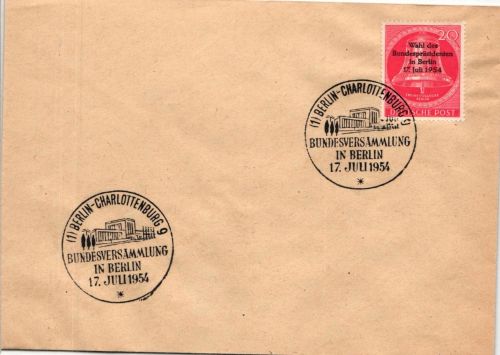 20
Wahl des
Bundespräsidenten
in Berlin
17. Juli 1954
DEUTSCHE POST
(1) BERLIN-CHARLOTTENBURG 9
BUNDESVERSAMMLUNG
IN BERLIN
17. JULI 1954
(1) BERLIN-CHARLOTTENBURG 9
BUNDESVERSAMMLUNG
IN BERLIN
17. JULI 1954